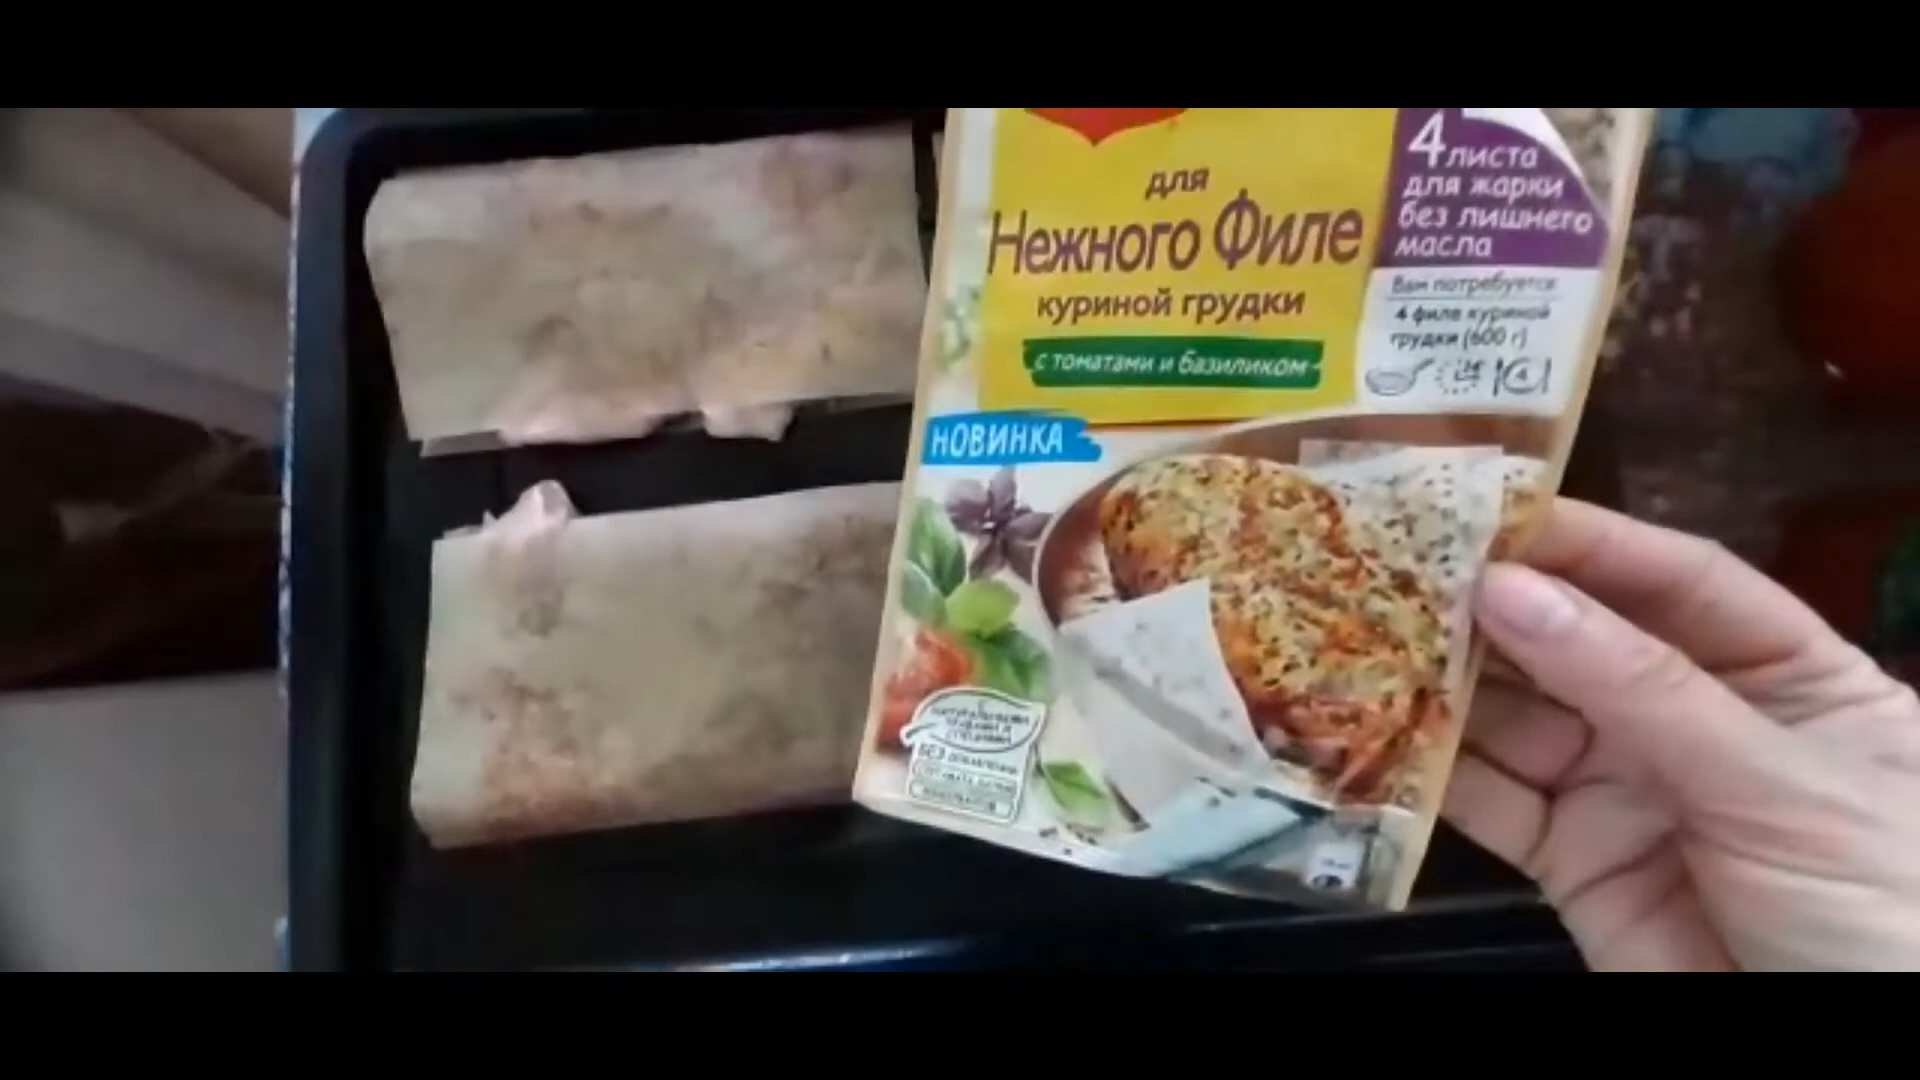 для
Нежного Филе
куриной грудки
с томатами и базиликом
НОВИНКА
4 листа
для жарки
без лишнего
масла
Вам потребуется
4 филе куриной
грудки (600 г)
БЕЗ